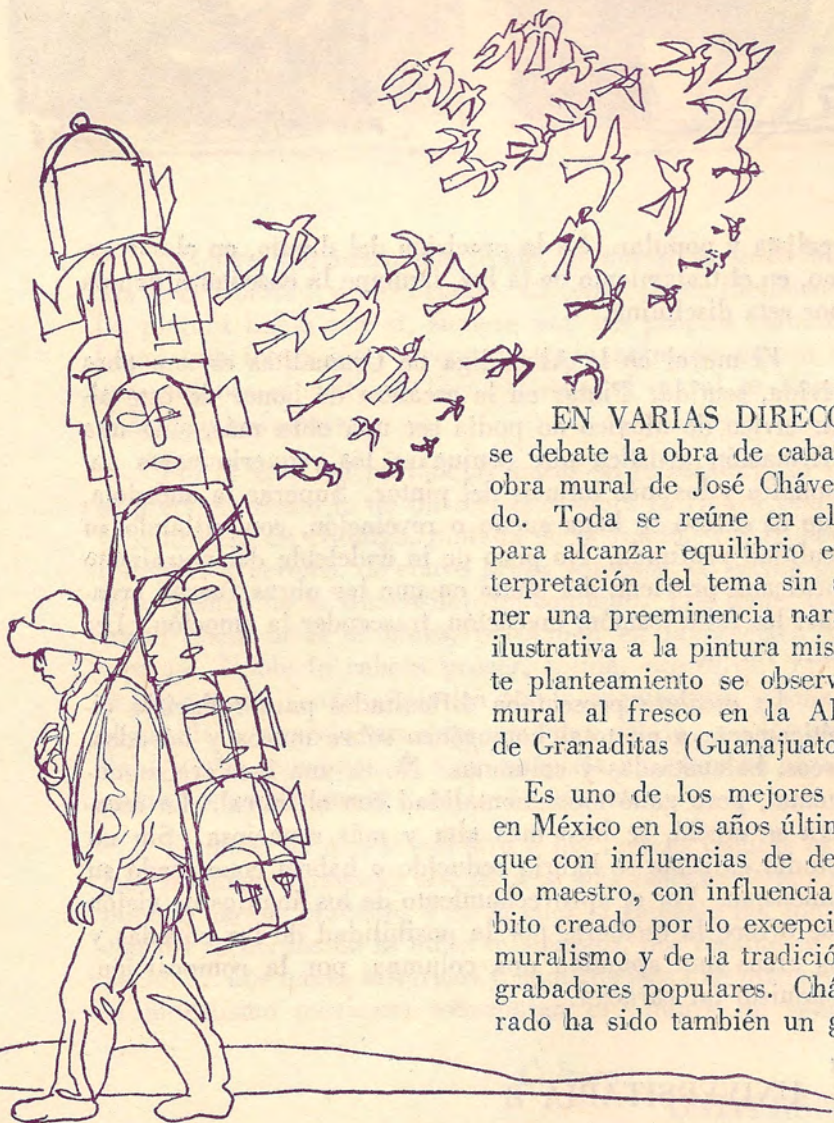 EN VARIAS DIRECC
se debate la obra de caba
obra mural de José Cháve
do. Toda se reúne en el
para alcanzar equilibrio e
terpretación del tema sin s
ner una preeminencia nar
ilustrativa a la pintura mis
te planteamiento se observ
mural al fresco en la Al
de Granaditas (Guanajuato
Es uno de los mejores
en México en los años últin
que con influencias de de
do maestro, con influencia
bito creado por lo excepci
muralismo y de la tradició
grabadores populares. Chá
rado ha sido también un g